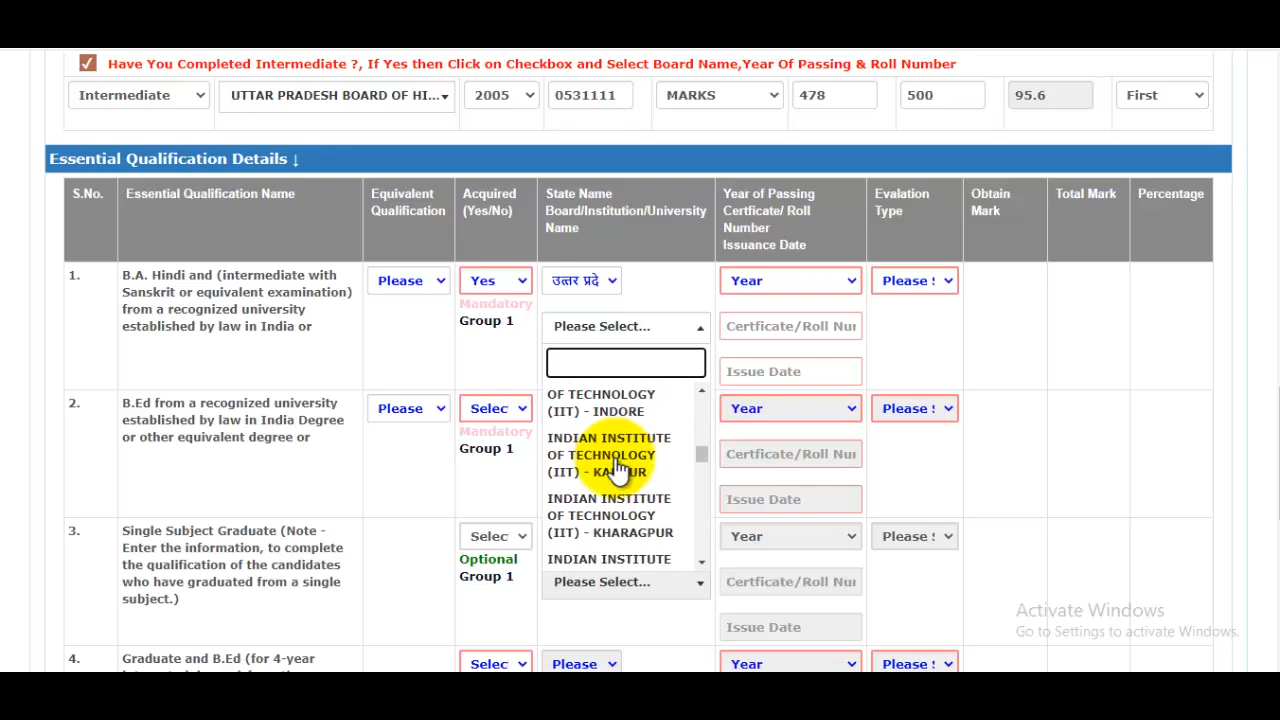 Have You Completed Intermediate ?, If Yes then Click on Checkbox and Select Board Name,Year Of Passing & Roll Number
Intermediate UTTAR PRADESH BOARD OF HI... 2005 0531111 MARKS 478 500 95.6 First
Essential Qualification Details ↓
S.No. Essential Qualification Name Equivalent Qualification Acquired (Yes/No) State Name Board/Institution/University Name Year of Passing Certficate/ Roll Number Issuance Date Evalation Type Obtain Mark Total Mark Percentage
1. B.A. Hindi and (intermediate with
Sanskrit or equivalent examination)
from a recognized university
established by law in India or
Please Yes उत्तर प्रदे Year Please :
Mandatory
Group 1
Please Select... Certficate/Roll Nur
Issue Date
OF TECHNOLOGY
(IIT) - INDORE
INDIAN INSTITUTE
OF TECHNOLOGY
(IIT) - KANPUR
INDIAN INSTITUTE
OF TECHNOLOGY
(IIT) - KHARAGPUR
INDIAN INSTITUTE
2. B.Ed from a recognized university
established by law in India Degree
or other equivalent degree or
Please Selec Year Please :
Mandatory
Group 1
Certficate/Roll Nur
Issue Date
3. Single Subject Graduate (Note -
Enter the information, to complete
the qualification of the candidates
who have graduated from a single
subject.)
Selec Year Please :
Optional
Group 1
Please Select... Certficate/Roll Nur
Issue Date
4. Graduate and B.Ed (for 4-year
Selec Please Year Please :
Activate Windows
Go to Settings to activate Windows.